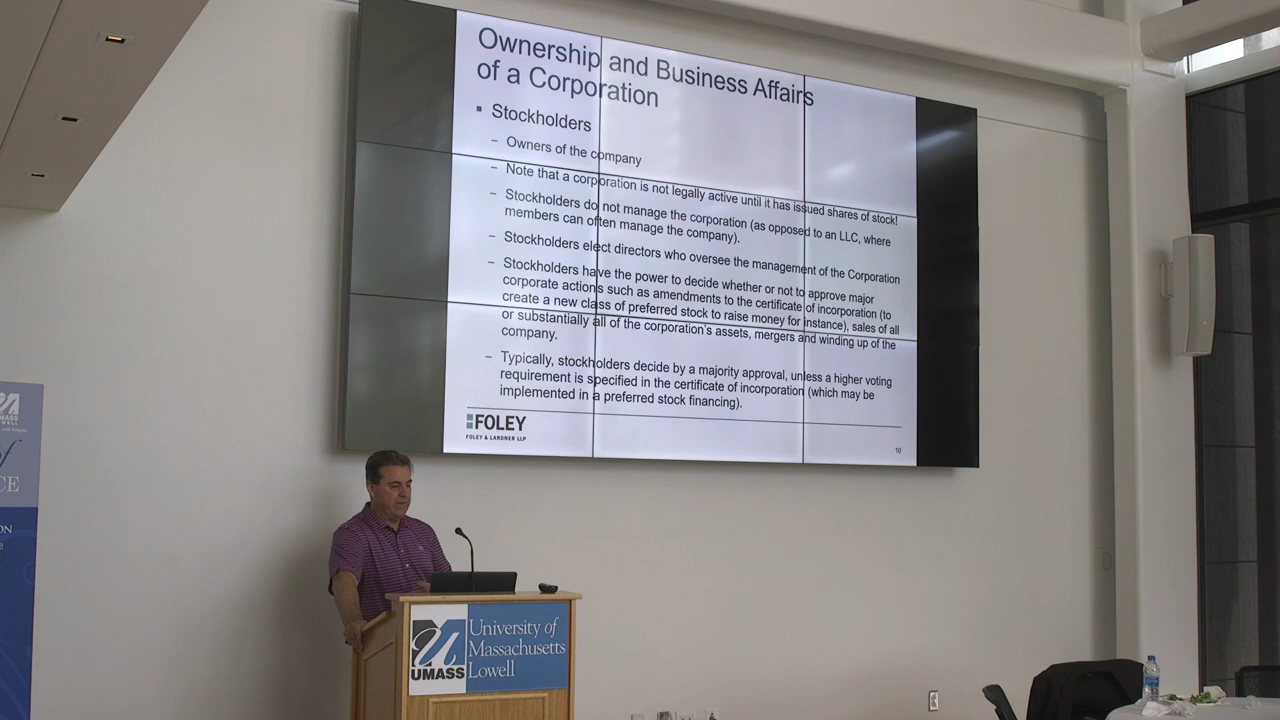 Ownership and Business Affairs
of a Corporation
▪ Stockholders
– Owners of the company
– Note that a corporation is not legally active until it has issued shares of stock!
– Stockholders do not manage the corporation (as opposed to an LLC, where
members can often manage the company).
– Stockholders elect directors who oversee the management of the Corporation
– Stockholders have the power to decide whether or not to approve major
corporate actions such as amendments to the certificate of incorporation (to
create a new class of preferred stock to raise money for instance), sales of all
or substantially all of the corporation's assets, mergers and winding up of the
company.
– Typically, stockholders decide by a majority approval, unless a higher voting
requirement is specified in the certificate of incorporation (which may be
implemented in a preferred stock financing).
FOLEY
FOLEY & LARDNER LLP
10
UMASS
University of
Massachusetts
Lowell